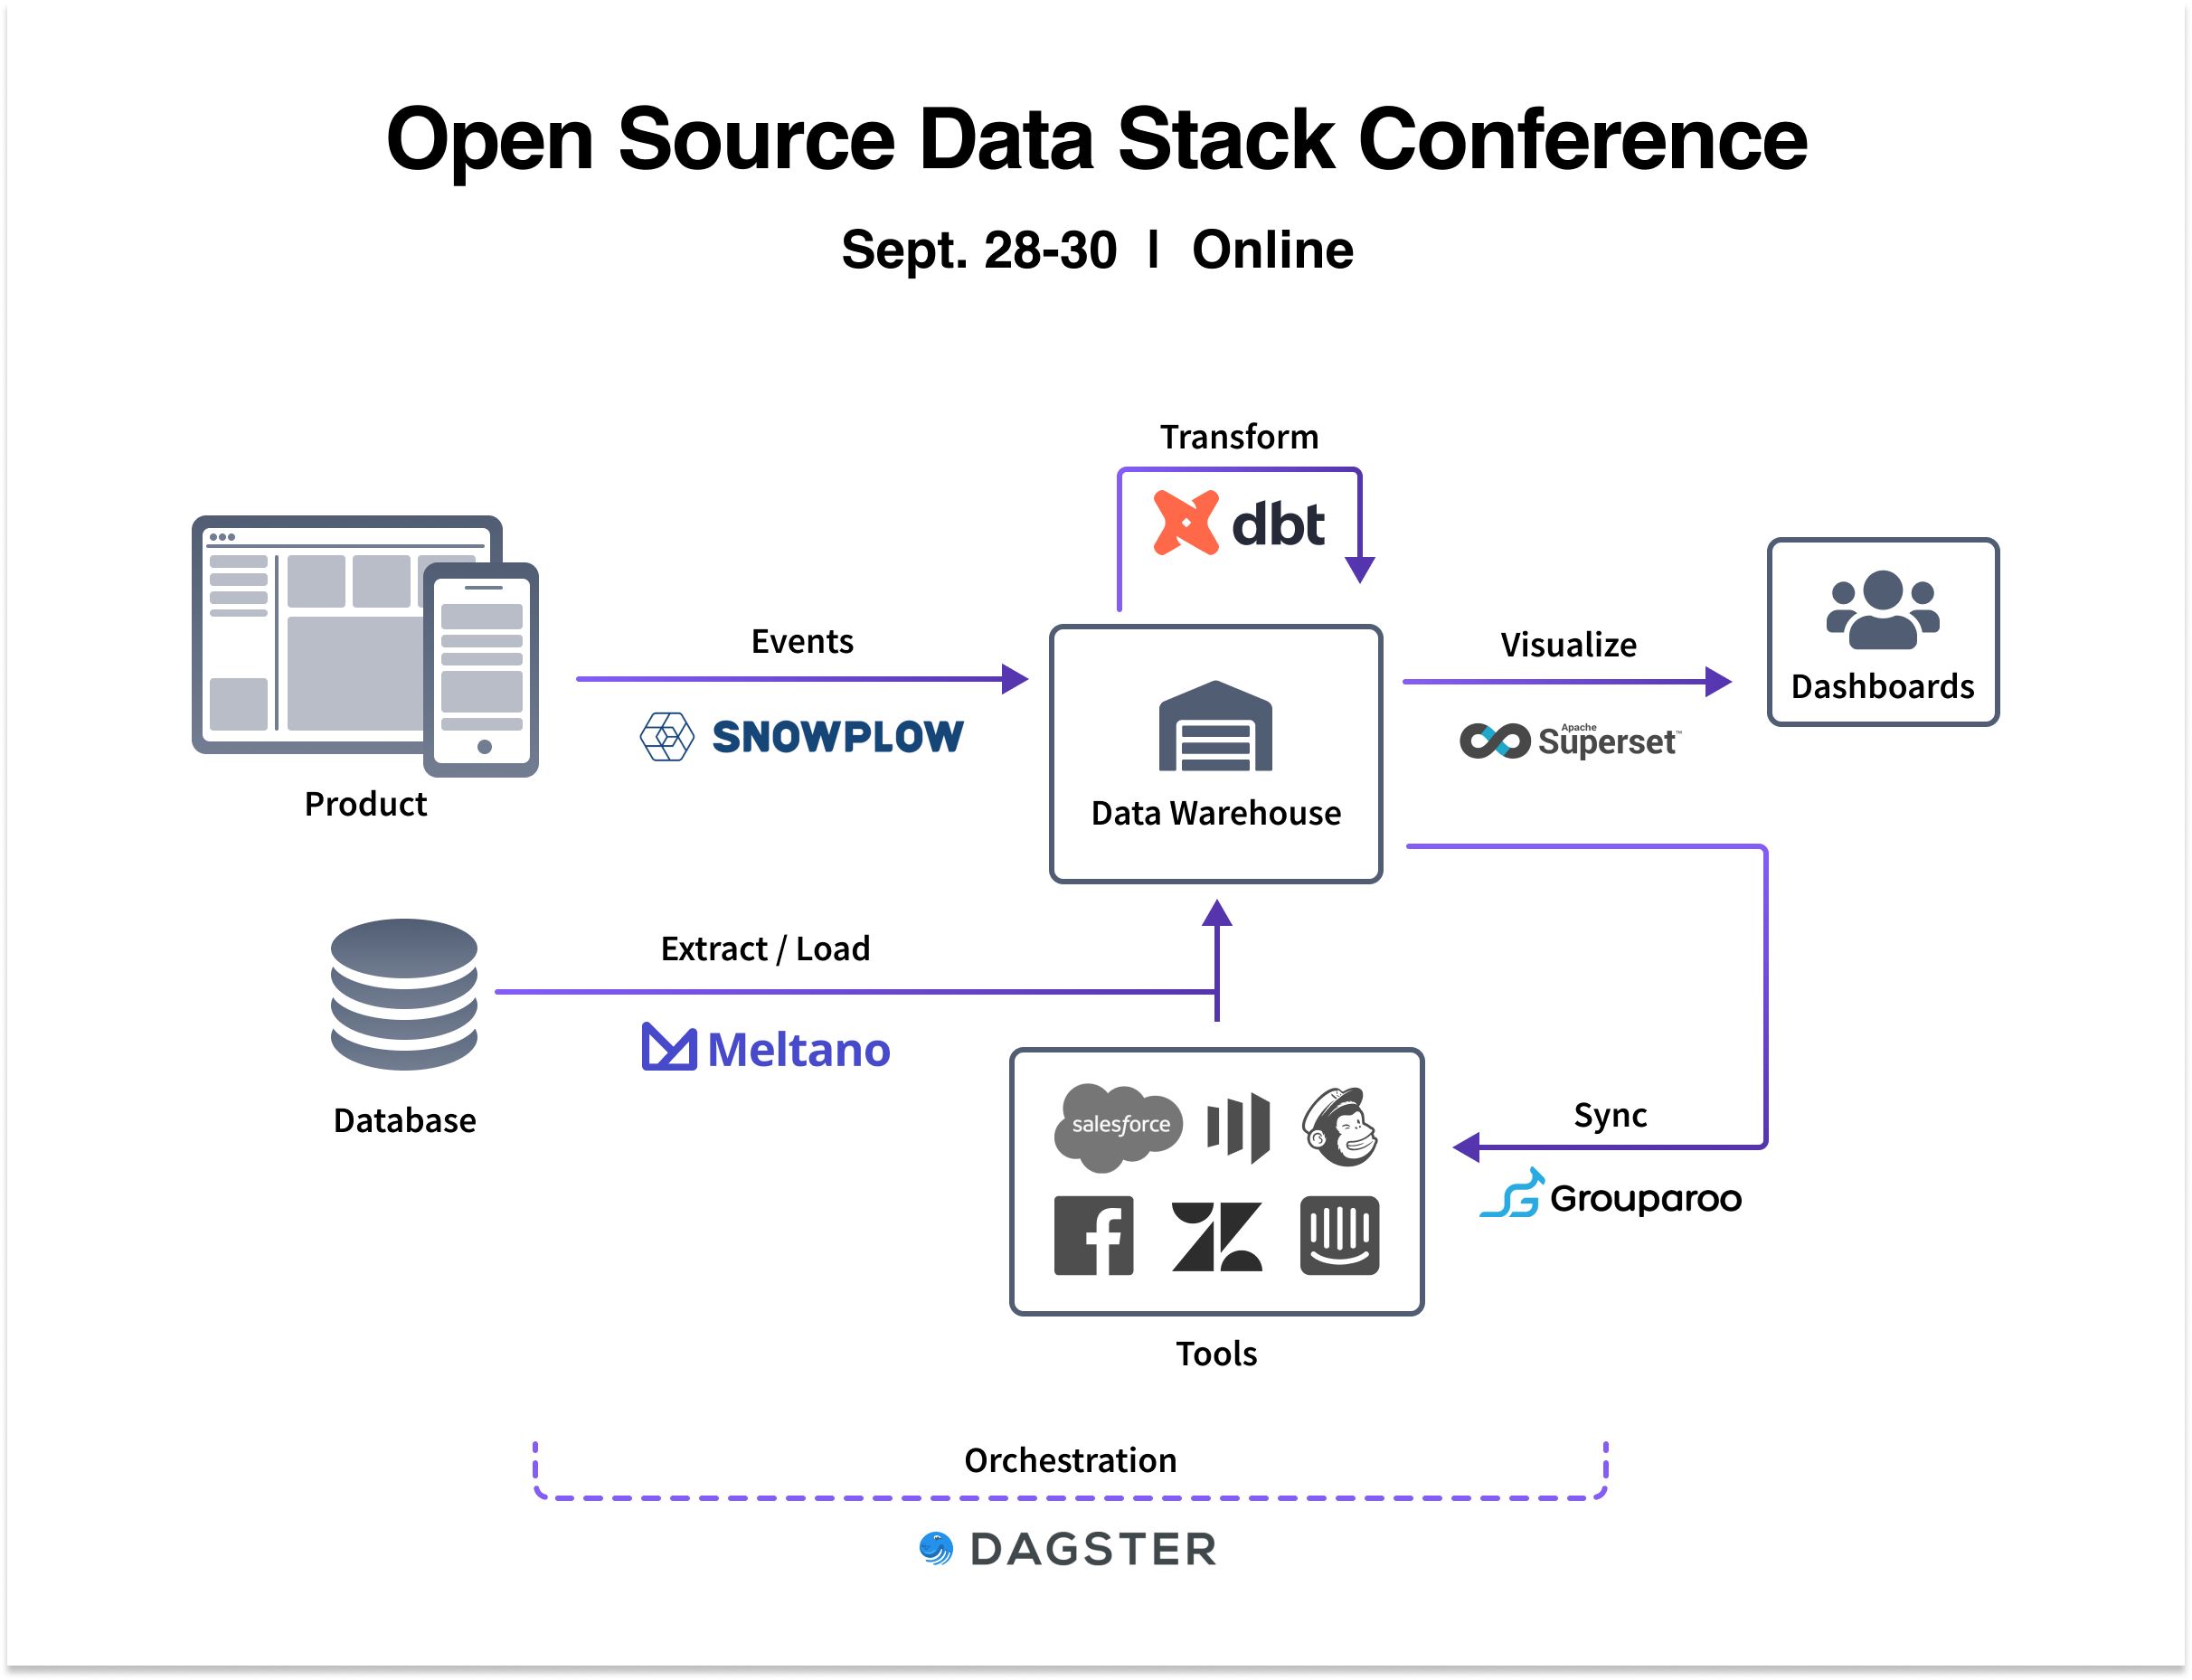 Open Source Data Stack Conference
Sept. 28-30 | Online
Transform
dbt
Events
SNOWPLOW
Product
Data Warehouse
Visualize
Apache
Superset™
Dashboards
Extract / Load
Meltano
Database
salesforce
Tools
Sync
Grouparoo
Orchestration
DAGSTER